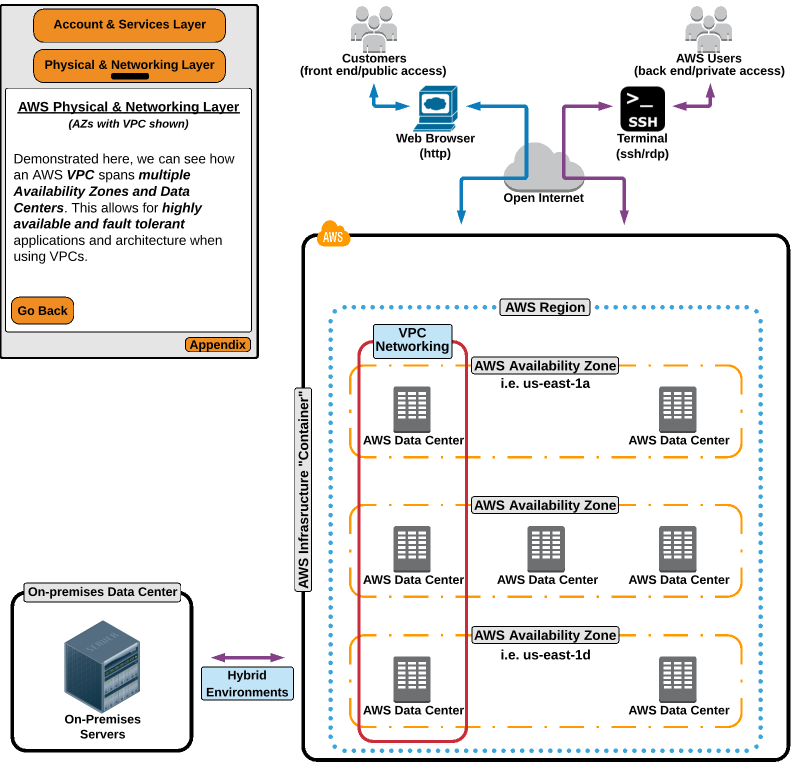 Account & Services Layer
Physical & Networking Layer
AWS Physical & Networking Layer
(AZs with VPC shown)
Demonstrated here, we can see how
an AWS VPC spans multiple
Availability Zones and Data
Centers. This allows for highly
available and fault tolerant
applications and architecture when
using VPCs.
Go Back
Appendix
Customers
(front end/public access)
AWS Users
(back end/private access)
Web Browser
(http)
>_
SSH
Terminal
(ssh/rdp)
Open Internet
AWS
AWS Infrasructure "Container"
AWS Region
VPC
Networking
AWS Availability Zone
i.e. us-east-1a
AWS Data Center
AWS Data Center
AWS Availability Zone
AWS Data Center
AWS Data Center
AWS Data Center
AWS Availability Zone
i.e. us-east-1d
AWS Data Center
AWS Data Center
On-premises Data Center
SERVER
On-Premises
Servers
Hybrid
Environments